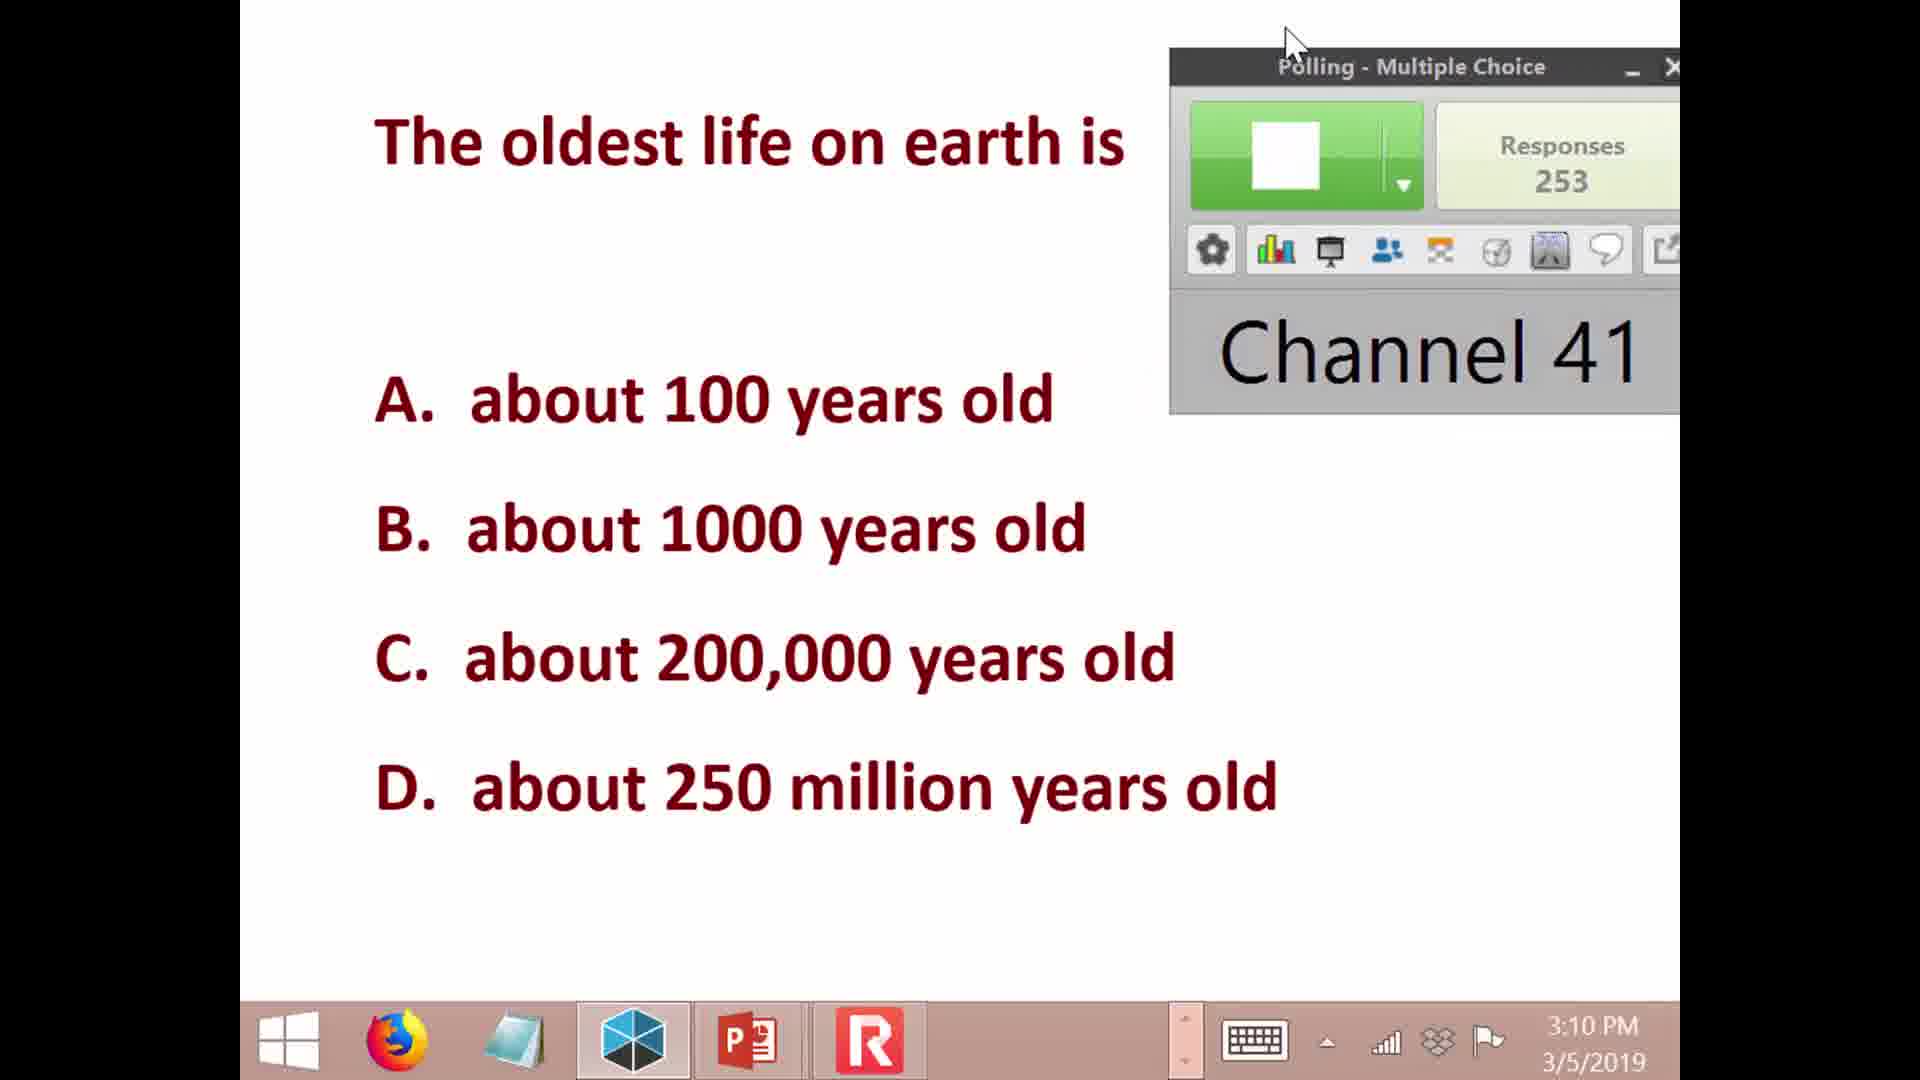 Polling - Multiple Choice
The oldest life on earth is
Responses
253
Channel 41
A. about 100 years old
B. about 1000 years old
C. about 200,000 years old
D. about 250 million years old
P
R
3:10 PM
3/5/2019